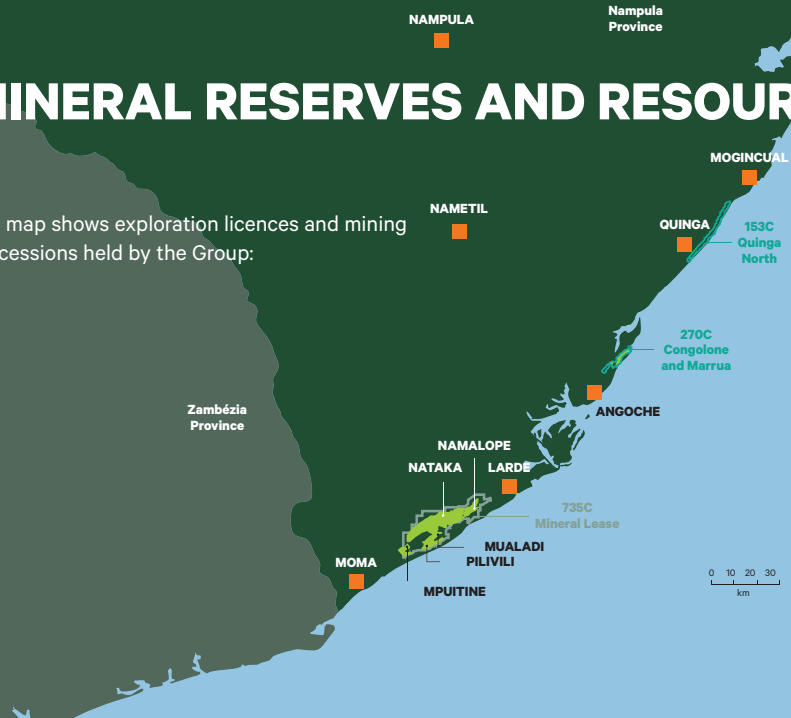 Nampula
Province
NAMPULA
MINERAL RESERVES AND RESOUR
MOGINCUAL
map shows exploration licences and mining
cessions held by the Group:
NAMETIL
QUINGA
153C
Quinga
North
270C
Congolone
and Marrua
Zambézia
Province
ANGOCHE
NAMALOPE
NATAKA
LARDE
735C
Mineral Lease
MUALADI
PILIVILI
MOMA
MPUITINE
0 10 20 30
km